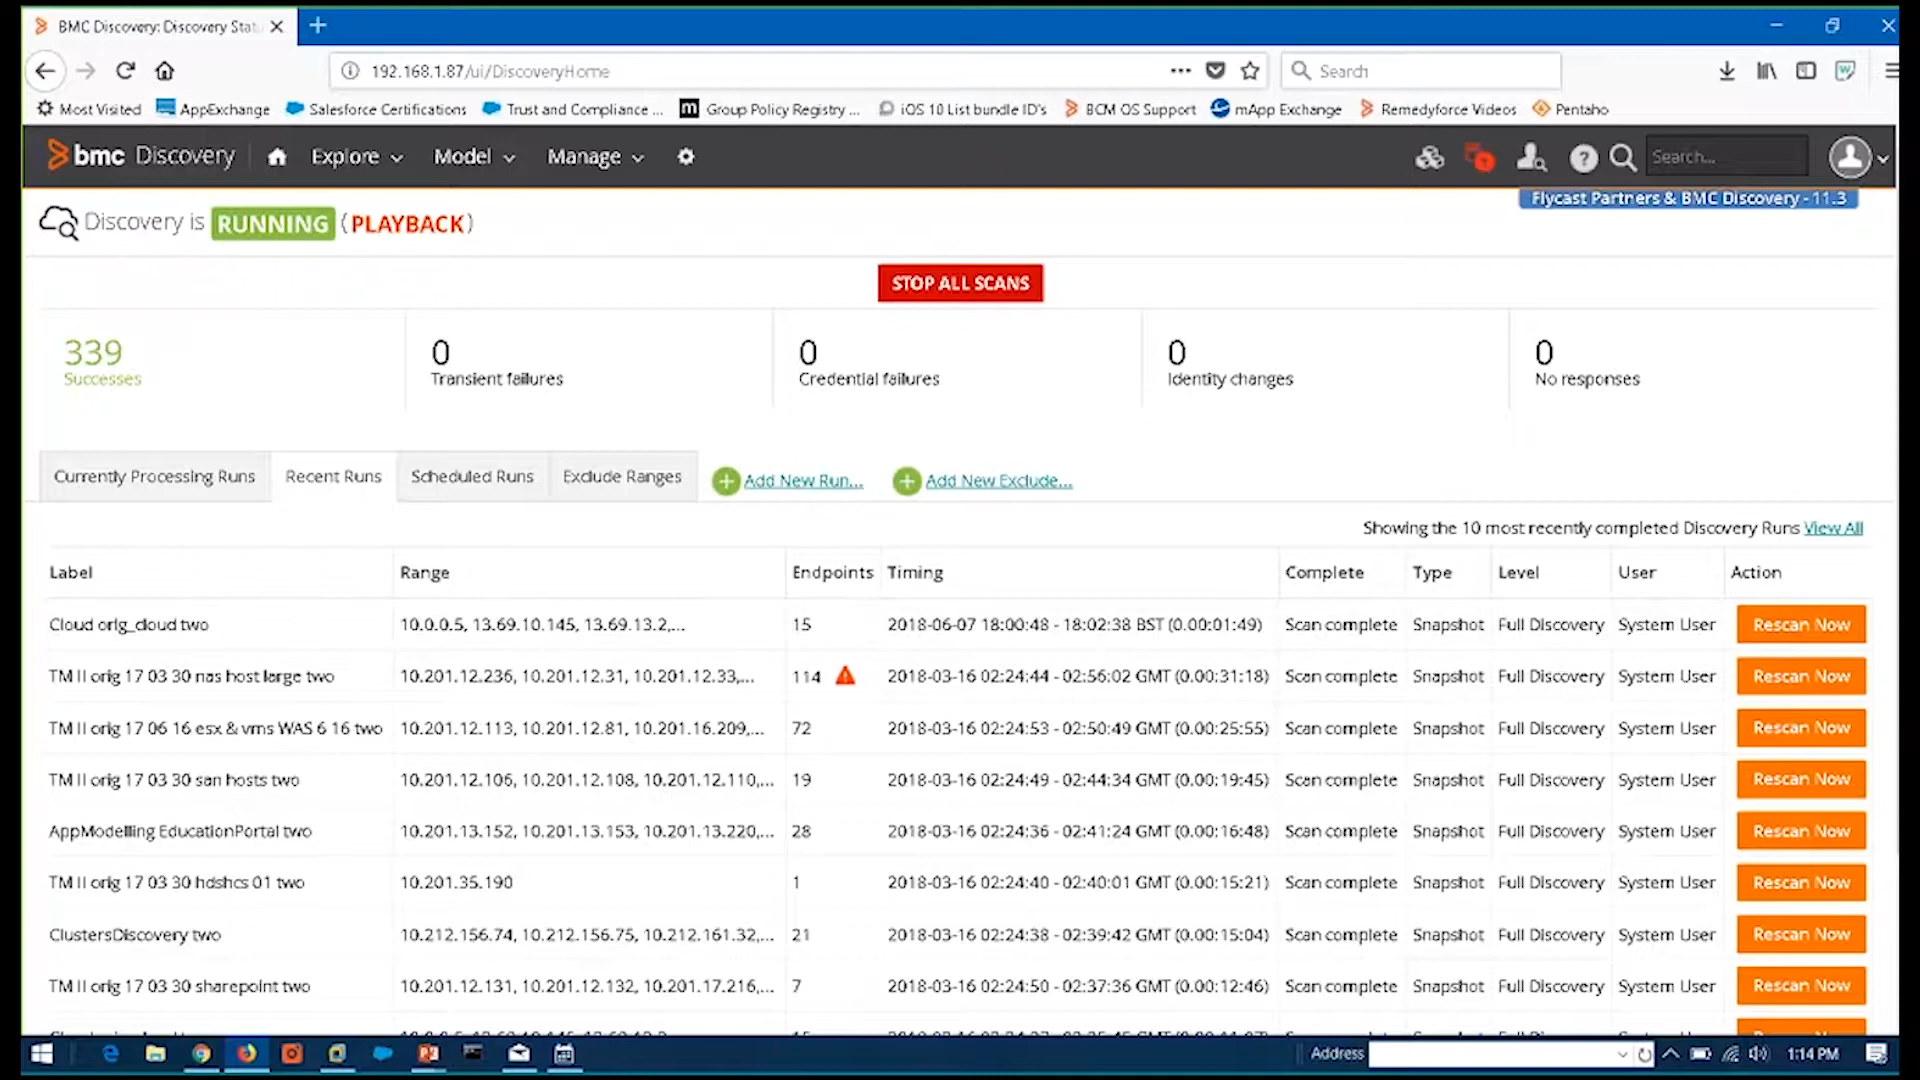 BMC Discovery: Discovery Stat
192.168.1.87/ui/DiscoveryHome
Search
Most Visited AppExchange Salesforce Certifications Trust and Compliance ... Group Policy Registry ... iOS 10 List bundle ID's BCM OS Support mApp Exchange Remedyforce Videos Pentaho
bmc Discovery Explore Model Manage Search...
Flycast Partners & BMC Discovery - 11.3
Discovery is RUNNING (PLAYBACK)
STOP ALL SCANS
339 0 0 0 0
Successes Transient failures Credential failures Identity changes No responses
Currently Processing Runs Recent Runs Scheduled Runs Exclude Ranges Add New Run... Add New Exclude...
Showing the 10 most recently completed Discovery Runs View All
Label Range Endpoints Timing Complete Type Level User Action
Cloud orig_cloud two 10.0.0.5, 13.69.10.145, 13.69.13.2,... 15 2018-06-07 18:00:48 - 18:02:38 BST (0.00:01:49) Scan complete Snapshot Full Discovery System User Rescan Now
TM II orig 17 03 30 nas host large two 10.201.12.236, 10.201.12.31, 10.201.12.33,... 114 2018-03-16 02:24:44 - 02:56:02 GMT (0.00:31:18) Scan complete Snapshot Full Discovery System User Rescan Now
TM II orig 17 06 16 esx & vms WAS 6 16 two 10.201.12.113, 10.201.12.81, 10.201.16.209,... 72 2018-03-16 02:24:53 - 02:50:49 GMT (0.00:25:55) Scan complete Snapshot Full Discovery System User Rescan Now
TM II orig 17 03 30 san hosts two 10.201.12.106, 10.201.12.108, 10.201.12.110,... 19 2018-03-16 02:24:49 - 02:44:34 GMT (0.00:19:45) Scan complete Snapshot Full Discovery System User Rescan Now
AppModelling EducationPortal two 10.201.13.152, 10.201.13.153, 10.201.13.220,... 28 2018-03-16 02:24:36 - 02:41:24 GMT (0.00:16:48) Scan complete Snapshot Full Discovery System User Rescan Now
TM II orig 17 03 30 hdshcs 01 two 10.201.35.190 1 2018-03-16 02:24:40 - 02:40:01 GMT (0.00:15:21) Scan complete Snapshot Full Discovery System User Rescan Now
ClustersDiscovery two 10.212.156.74, 10.212.156.75, 10.212.161.32,... 21 2018-03-16 02:24:38 - 02:39:42 GMT (0.00:15:04) Scan complete Snapshot Full Discovery System User Rescan Now
TM II orig 17 03 30 sharepoint two 10.201.12.131, 10.201.12.132, 10.201.17.216,... 7 2018-03-16 02:24:50 - 02:37:36 GMT (0.00:12:46) Scan complete Snapshot Full Discovery System User Rescan Now
Address 1:14 PM